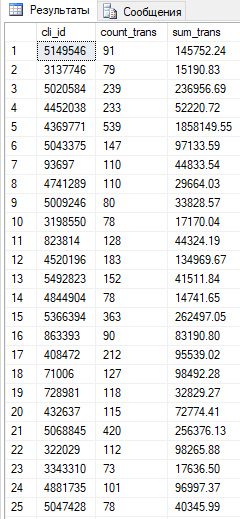 Результаты Сообщения
cli_id count_trans sum_trans
1 5149546 91 145752.24
2 3137746 79 15190.83
3 5020584 239 236956.69
4 4452038 233 52220.72
5 4369771 539 1858149.55
6 5043375 147 97133.59
7 93697 110 44833.54
8 4741289 110 29664.03
9 5009246 80 33828.57
10 3198550 78 17170.04
11 823814 128 44324.19
12 4520196 183 134969.67
13 5492823 152 41511.84
14 4844904 78 14741.65
15 5366394 363 262497.05
16 863393 90 83190.80
17 408472 212 95539.02
18 71006 127 98492.28
19 728981 118 32829.27
20 432637 115 72774.41
21 5068845 420 256376.13
22 322029 112 98265.88
23 3343310 73 17636.50
24 4881735 101 96997.37
25 5047428 78 40345.99